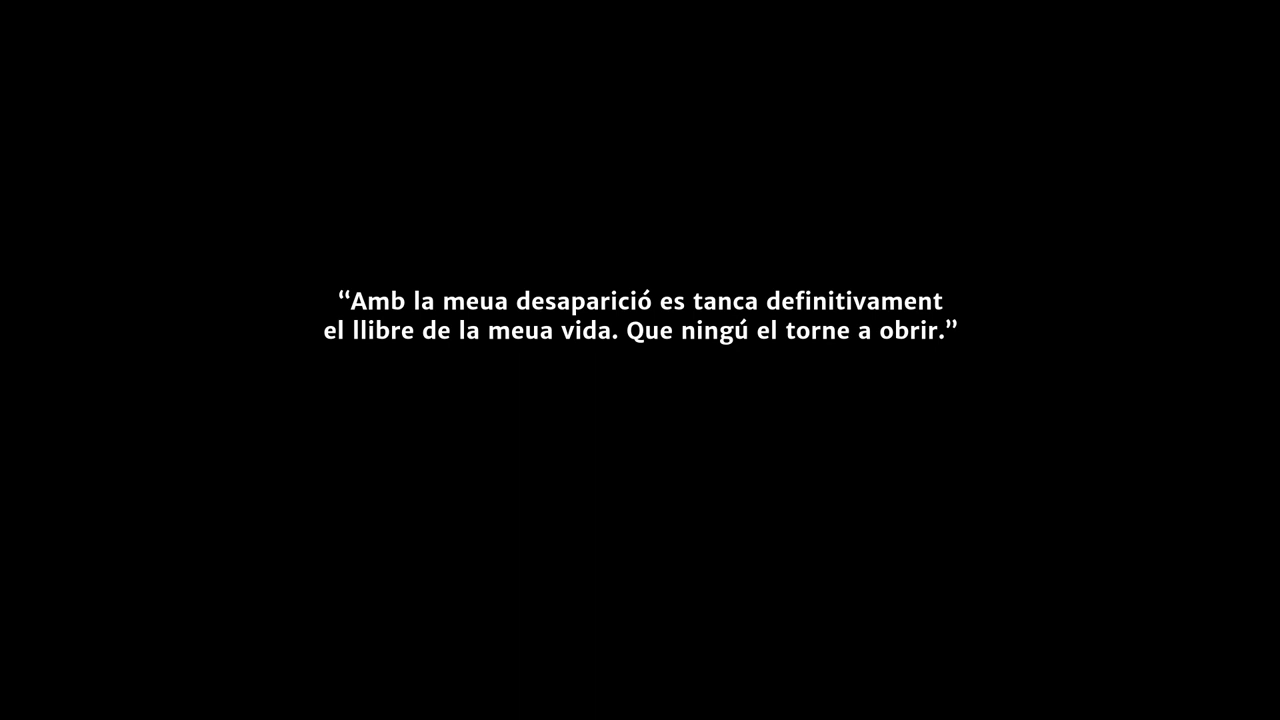 “Amb la meua desaparició es tanca definitivament
el llibre de la meua vida. Que ningú el torne a obrir.”